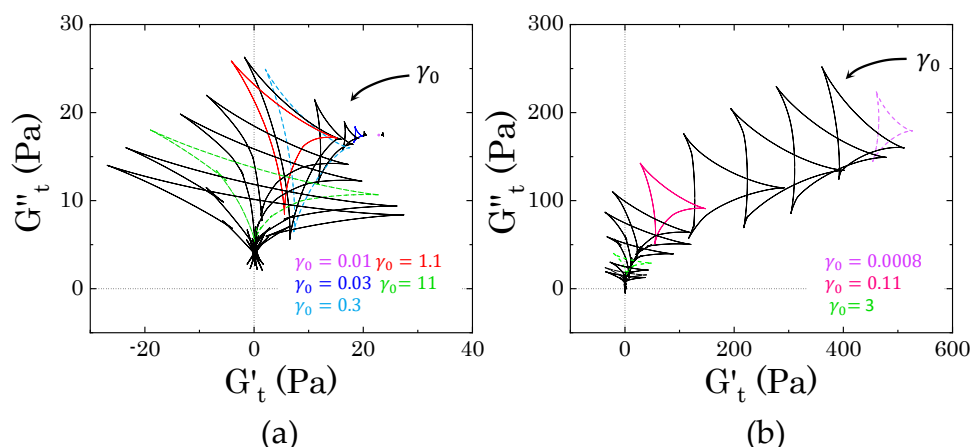 30
20
10
0
-20
0
20
40
G''t (Pa)
G't (Pa)
γ0
γ0 = 0.01 γ0 = 1.1
γ0 = 0.03 γ0 = 11
γ0 = 0.3
(a)
300
200
100
0
0
200
400
600
G''t (Pa)
G't (Pa)
γ0
γ0 = 0.0008
γ0 = 0.11
γ0 = 3
(b)